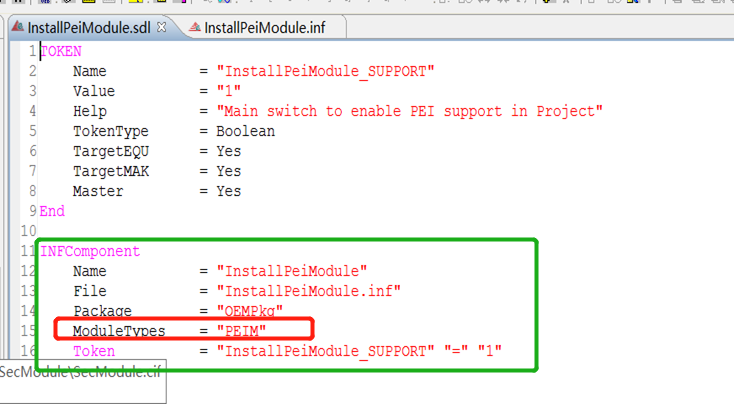 InstallPeiModule.sdl InstallPeiModule.inf
1 TOKEN
2 Name = "InstallPeiModule_SUPPORT"
3 Value = "1"
4 Help = "Main switch to enable PEI support in Project"
5 TokenType = Boolean
6 TargetEQU = Yes
7 TargetMAK = Yes
8 Master = Yes
9 End
10
11 INFComponent
12 Name = "InstallPeiModule"
13 File = "InstallPeiModule.inf"
14 Package = "OEMPkg"
15 ModuleTypes = "PEIM"
16 Token = "InstallPeiModule_SUPPORT" "=" "1"
SecModule\SecModule.cif